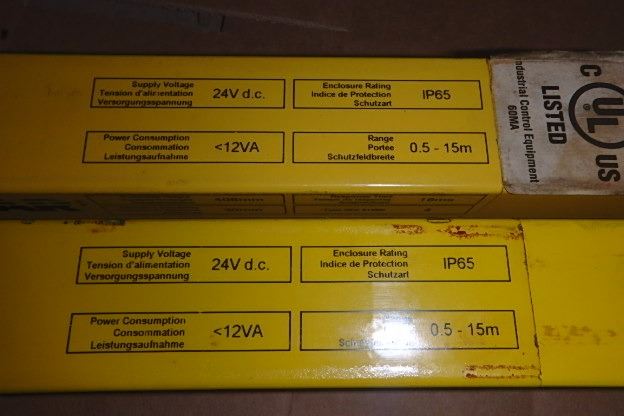 Supply Voltage
Tension d'alimentation
Versorgungsspannung
24V d.c.
Enclosure Rating
Indice de Protection
Schutzart
IP65
Power Consumption
Consommation
Leistungsaufnahme
<12VA
Range
Portee
Schutzfeldbreite
0.5 - 15m
C UL US
LISTED
Industrial Control Equipment
60MA
Supply Voltage
Tension d'alimentation
Versorgungsspannung
24V d.c.
Enclosure Rating
Indice de Protection
Schutzart
IP65
Power Consumption
Consommation
Leistungsaufnahme
<12VA
0.5 - 15m